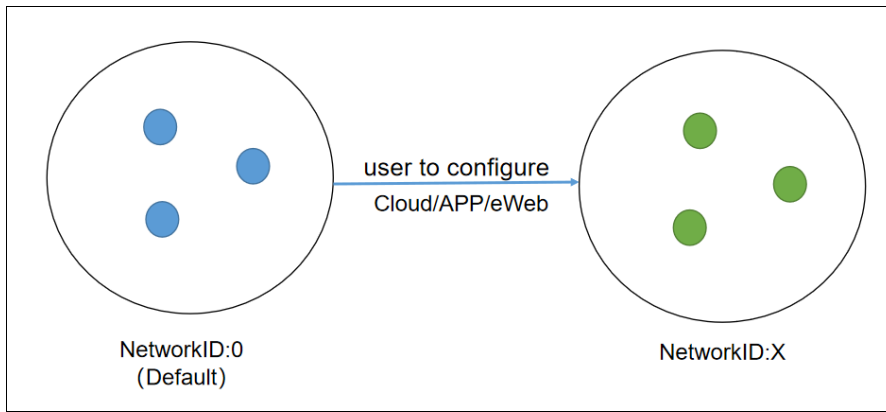 user to configure
Cloud/APP/eWeb
NetworkID:0
(Default)
NetworkID:X